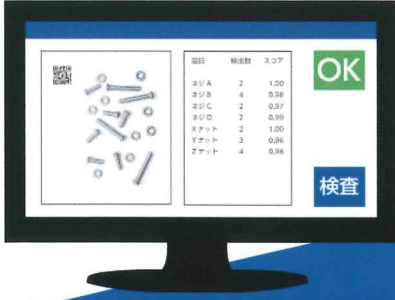 品目 検出数 スコア
ネジA 2 1.00
ネジB 4 0.98
ネジC 2 0.97
ネジD 2 0.99
Xナット 2 1.00
Yナット 3 0.96
Zナット 4 0.98
OK
検査